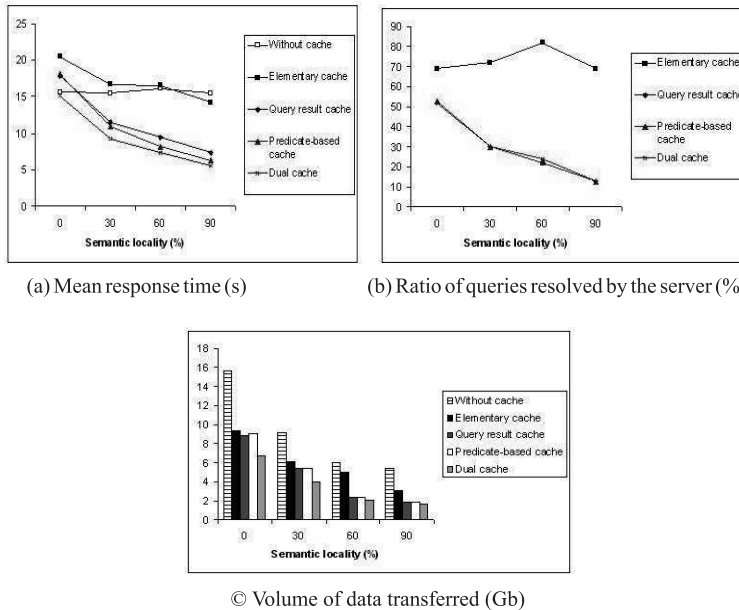 25
20
15
10
5
0
0 30 60 90
Semantic locality (%)
Without cache
Elementary cache
Query result cache
Predicate-based
cache
Dual cache
(a) Mean response time (s)
90
80
70
60
50
40
30
20
10
0
0 30 60 90
Semantic locality (%)
Elementary cache
Query result cache
Predicate-based
cache
Dual cache
(b) Ratio of queries resolved by the server (%
18
16
14
12
10
8
6
4
2
0
0 30 60 90
Semantic locality (%)
Without cache
Elementary cache
Query result cache
Predicate-based cache
Dual cache
© Volume of data transferred (Gb)